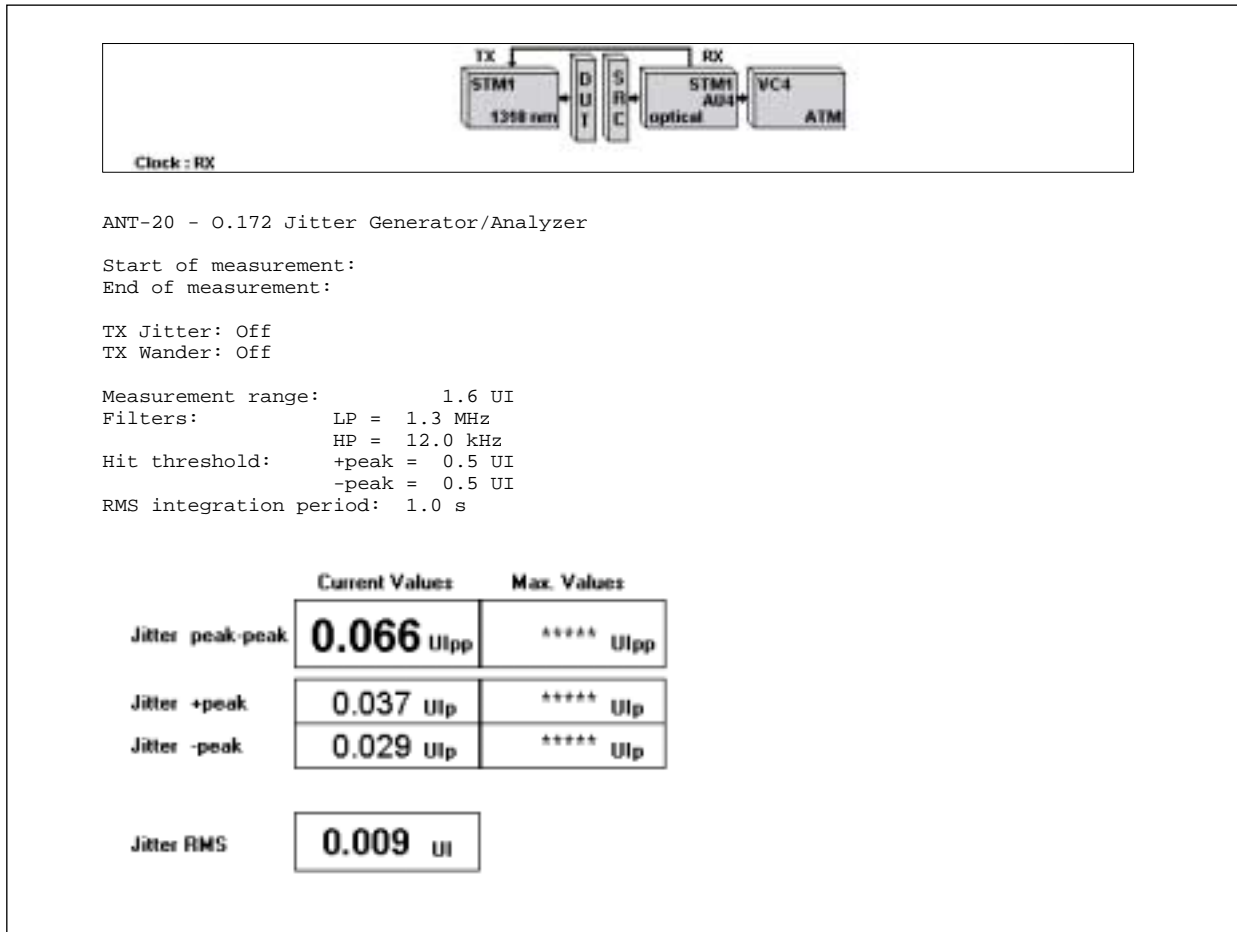 TX RX
STM1
1310 nm
DUT
SRC
STM1
AU4
optical
VC4
ATM
Clock : RX
ANT-20 - O.172 Jitter Generator/Analyzer
Start of measurement:
End of measurement:
TX Jitter: Off
TX Wander: Off
Measurement range: 1.6 UI
Filters: LP = 1.3 MHz
HP = 12.0 kHz
Hit threshold: +peak = 0.5 UI
-peak = 0.5 UI
RMS integration period: 1.0 s
Current Values Max. Values
Jitter peak-peak 0.066 UIpp ***** UIpp
Jitter +peak 0.037 UIp ***** UIp
Jitter -peak 0.029 UIp ***** UIp
Jitter RMS 0.009 UI